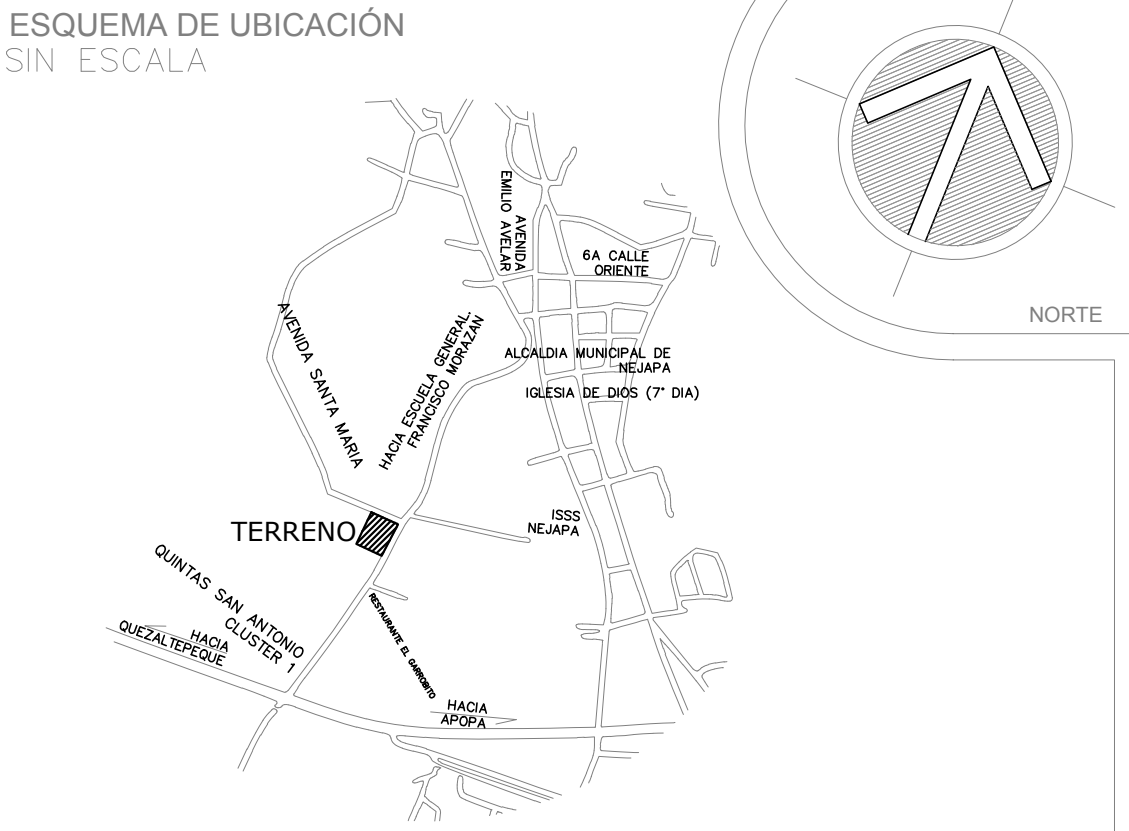 ESQUEMA DE UBICACIÓN
SIN ESCALA
NORTE
AVENIDA
EMILIO AVELAR
6A CALLE
ORIENTE
AVENIDA SANTA MARIA
HACIA ESCUELA GENERAL.
FRANCISCO MORAZAN
ALCALDIA MUNICIPAL DE
NEJAPA
IGLESIA DE DIOS (7° DIA)
ISSS
NEJAPA
TERRENO
QUINTAS SAN ANTONIO
CLUSTER 1
HACIA
QUEZALTEPEQUE
RESTAURANTE EL GARROBITO
HACIA
APOPA